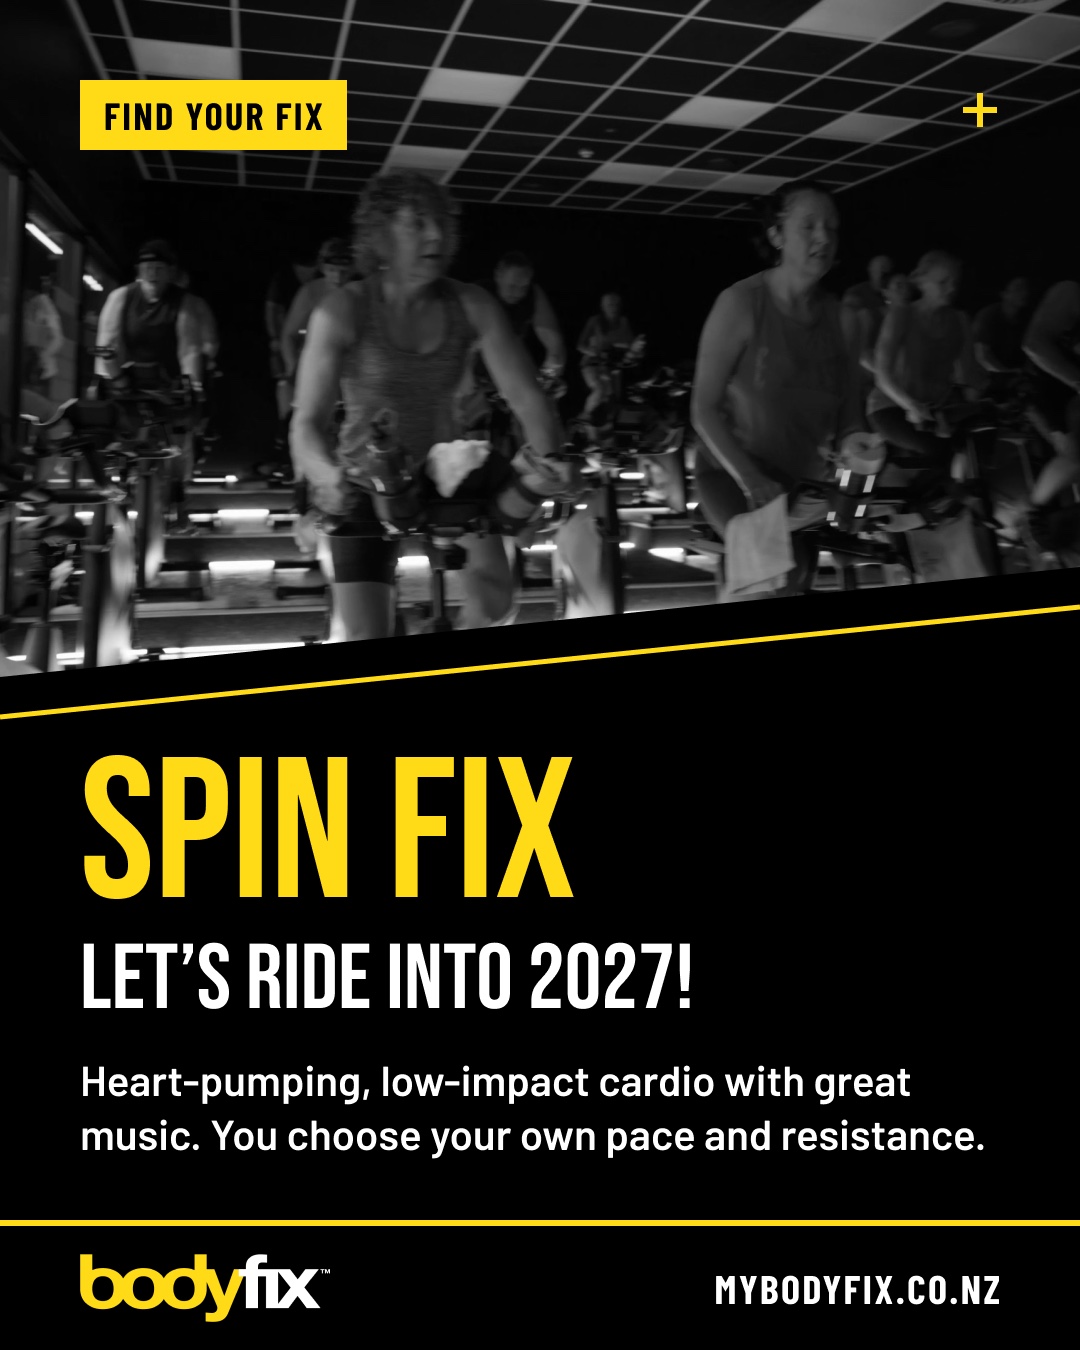 FIND YOUR FIX
SPIN FIX
LET’S RIDE INTO 2027!
Heart-pumping, low-impact cardio with great
music. You choose your own pace and resistance.
bodyfix™
MYBODYFIX.CO.NZ